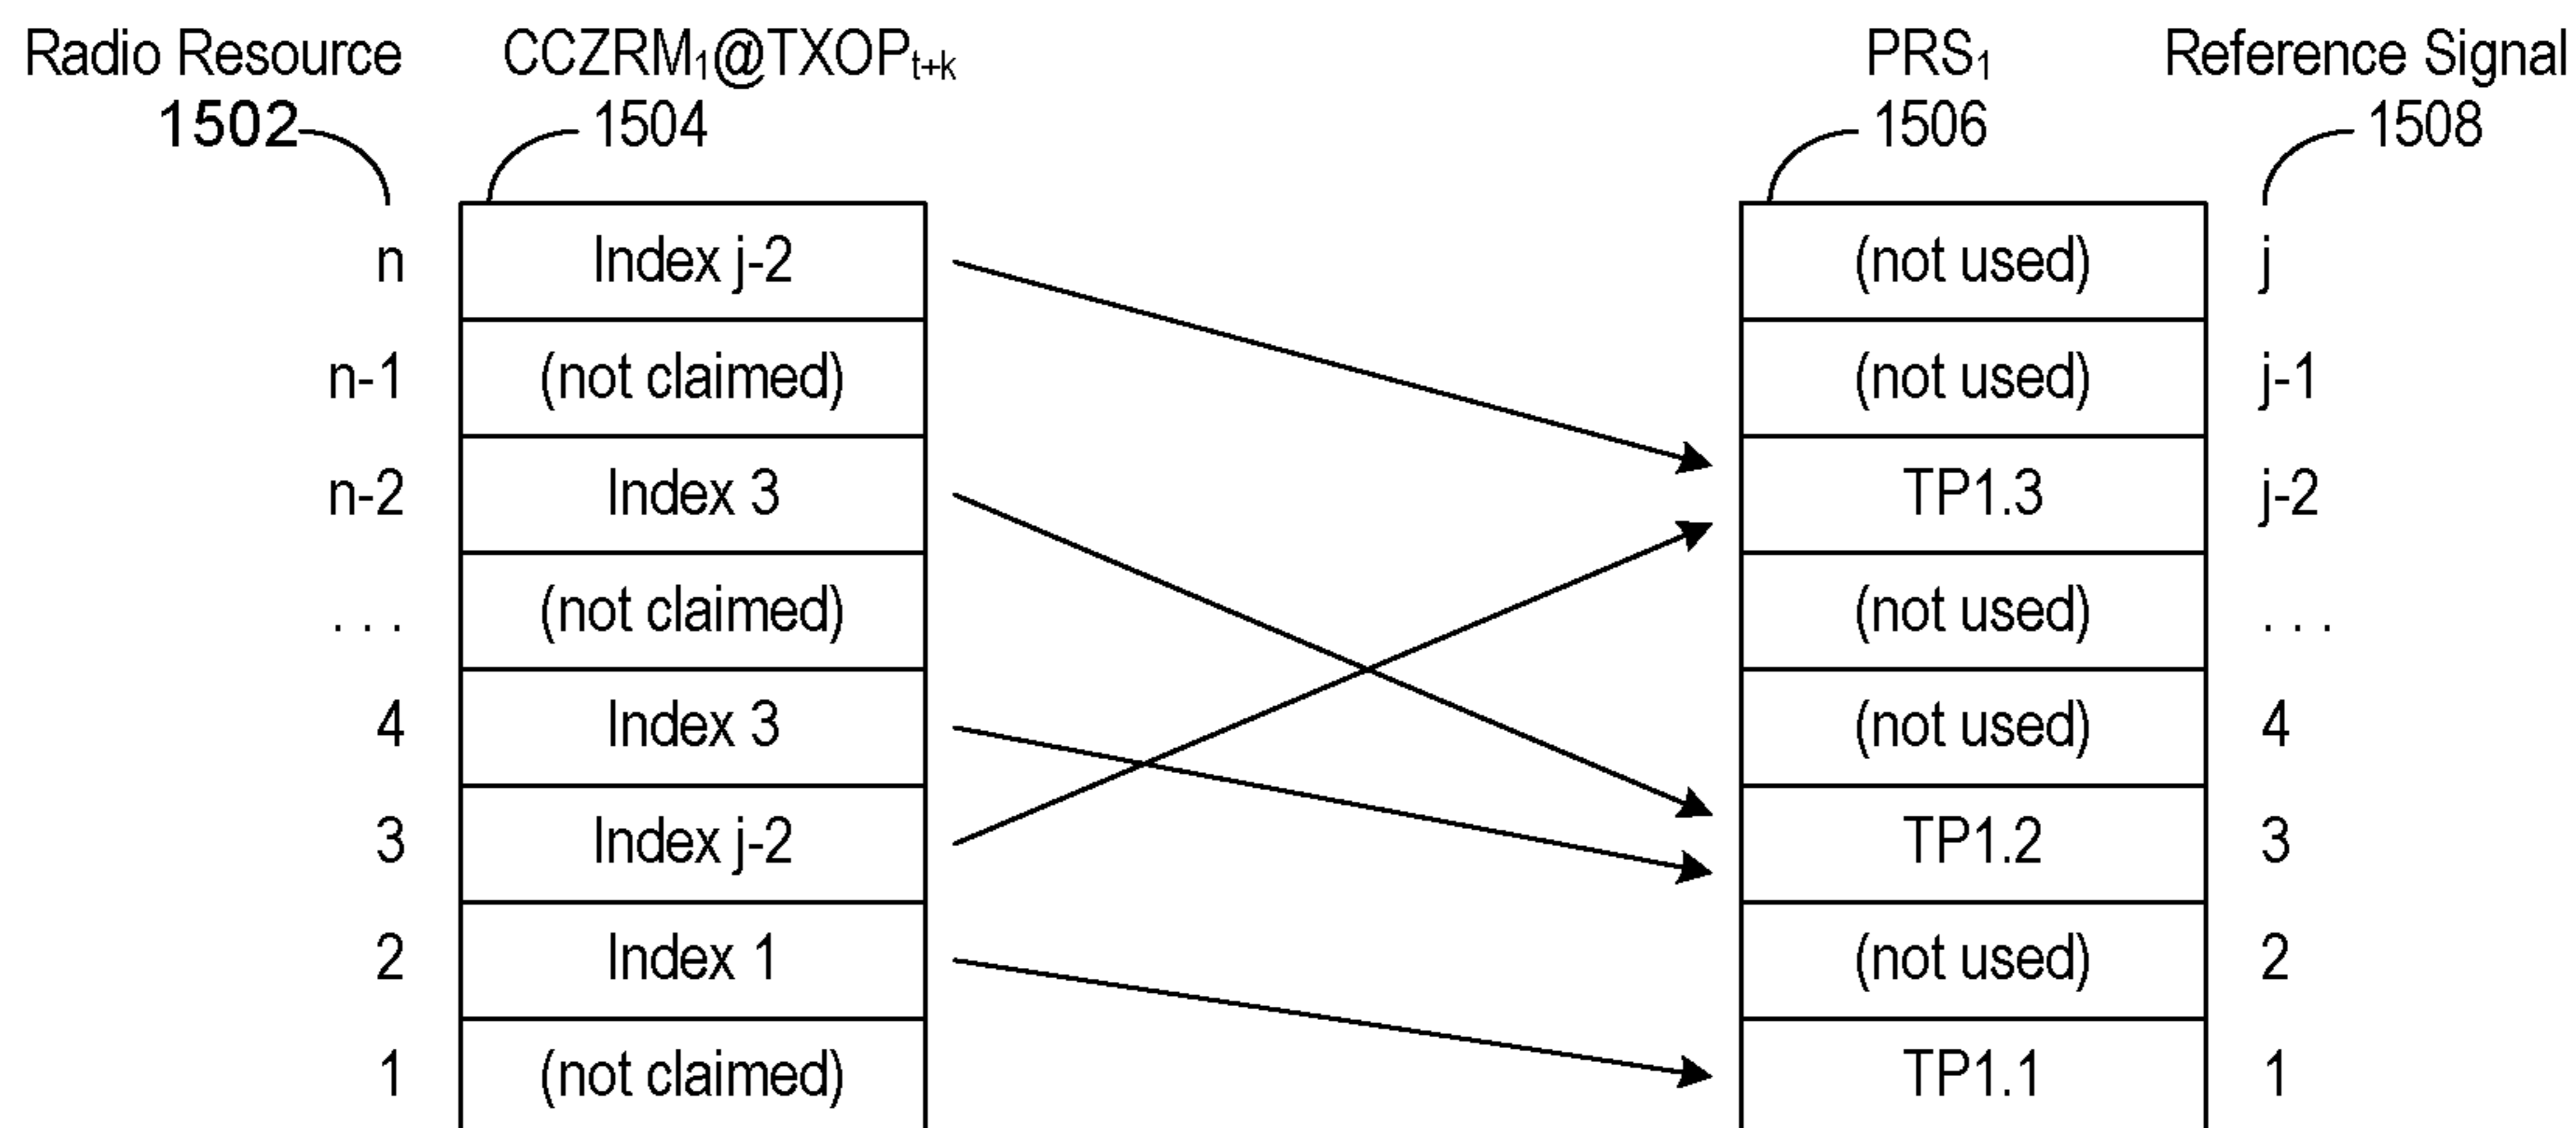 Radio Resource CCZRM₁@TXOPₜ₊ₖ PRS₁ Reference Signal
1502 1504 1506 1508
n Index j-2 (not used) j
n-1 (not claimed) (not used) j-1
n-2 Index 3 TP1.3 j-2
. . . (not claimed) (not used) . . .
4 Index 3 (not used) 4
3 Index j-2 TP1.2 3
2 Index 1 (not used) 2
1 (not claimed) TP1.1 1